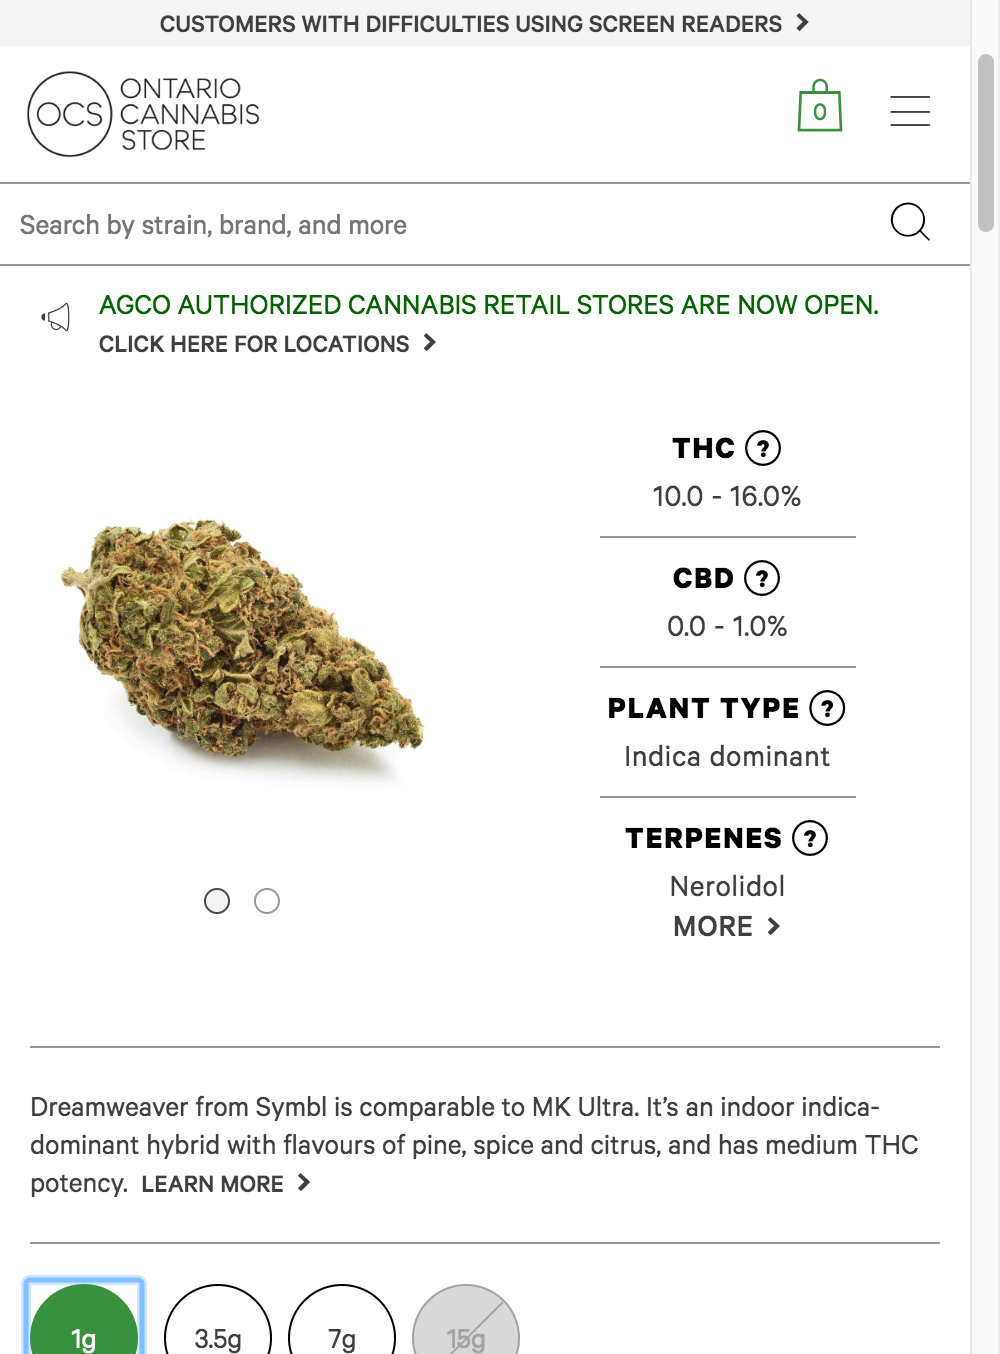 CUSTOMERS WITH DIFFICULTIES USING SCREEN READERS
OCS
ONTARIO
CANNABIS
STORE
0
Search by strain, brand, and more
AGCO AUTHORIZED CANNABIS RETAIL STORES ARE NOW OPEN.
CLICK HERE FOR LOCATIONS
THC ?
10.0 - 16.0%
CBD ?
0.0 - 1.0%
PLANT TYPE ?
Indica dominant
TERPENES ?
Nerolidol
MORE
Dreamweaver from Symbl is comparable to MK Ultra. It’s an indoor indica-
dominant hybrid with flavours of pine, spice and citrus, and has medium THC
potency. LEARN MORE
1g 3.5g 7g 15g